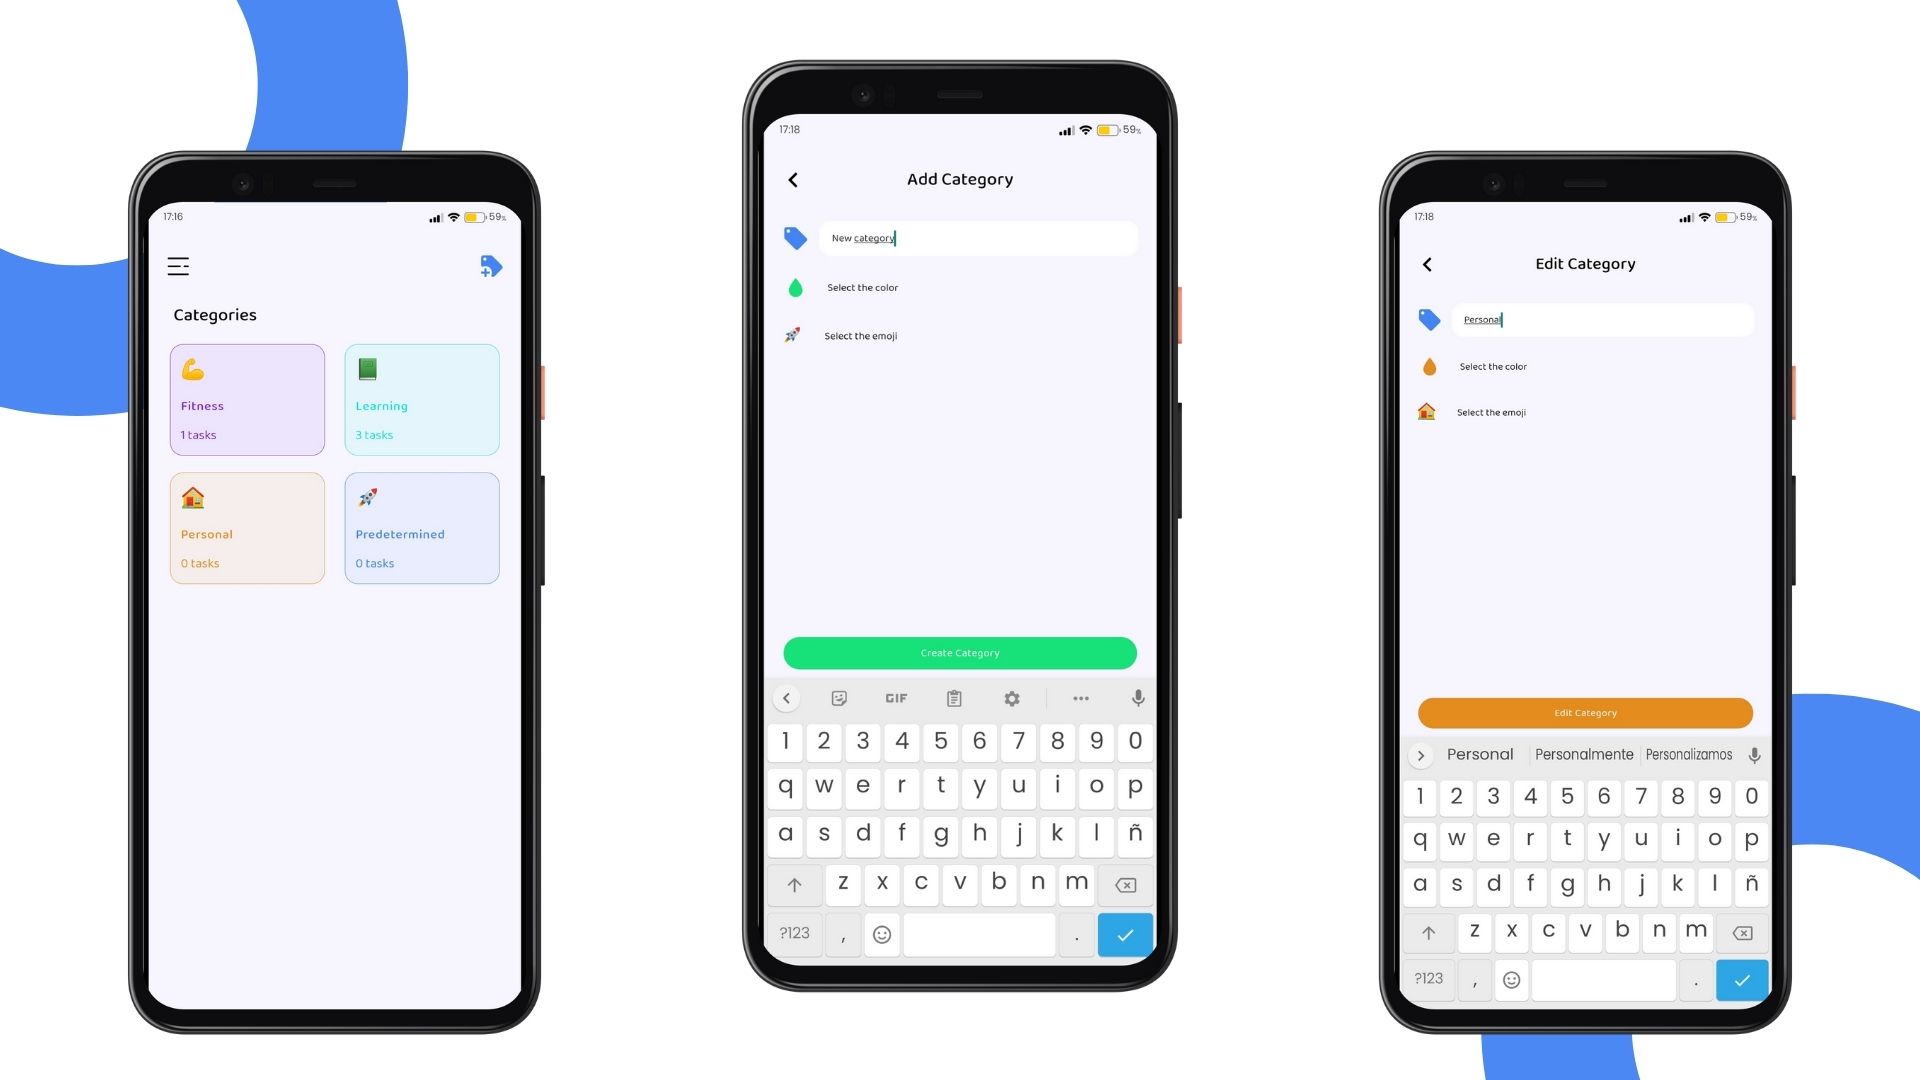 17:16
59%
Categories
Fitness
1 tasks
Learning
3 tasks
Personal
0 tasks
Predetermined
0 tasks
17:18
59%
Add Category
New category
Select the color
Select the emoji
Create Category
GIF
1 2 3 4 5 6 7 8 9 0
q w e r t y u i o p
a s d f g h j k l ñ
z x c v b n m
?123 , .
17:18
59%
Edit Category
Personal
Select the color
Select the emoji
Edit Category
Personal Personalmente Personalizamos
1 2 3 4 5 6 7 8 9 0
q w e r t y u i o p
a s d f g h j k l ñ
z x c v b n m
?123 , .